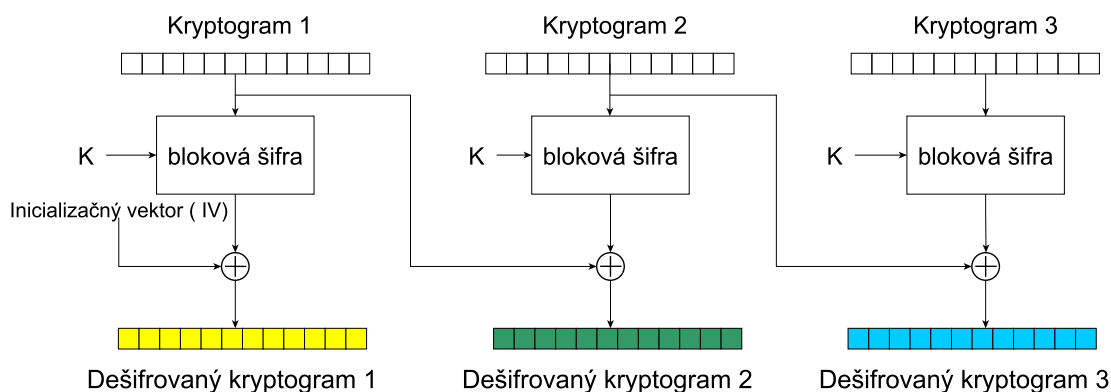 Kryptogram 1
Kryptogram 2
Kryptogram 3
K
bloková šifra
K
bloková šifra
K
bloková šifra
Inicializačný vektor ( IV)
Dešifrovaný kryptogram 1
Dešifrovaný kryptogram 2
Dešifrovaný kryptogram 3